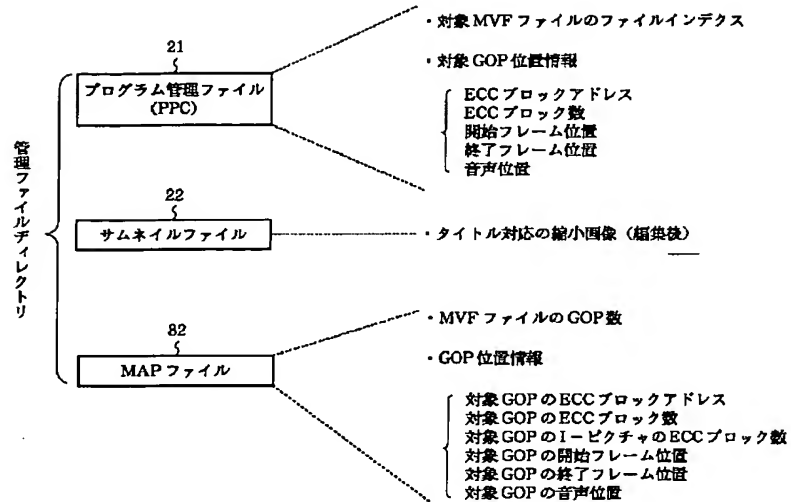 管理ファイルディレクトリ
21
プログラム管理ファイル
(PPC)
・対象 MVF ファイルのファイルインデクス
・対象 GOP 位置情報
ECC ブロックアドレス
ECC ブロック数
開始フレーム位置
終了フレーム位置
音声位置
22
サムネイルファイル
・タイトル対応の縮小画像（編集後）
82
MAP ファイル
・MVF ファイルの GOP 数
・GOP 位置情報
対象 GOP の ECC ブロックアドレス
対象 GOP の ECC ブロック数
対象 GOP の I－ピクチャの ECC ブロック数
対象 GOP の開始フレーム位置
対象 GOP の終了フレーム位置
対象 GOP の音声位置